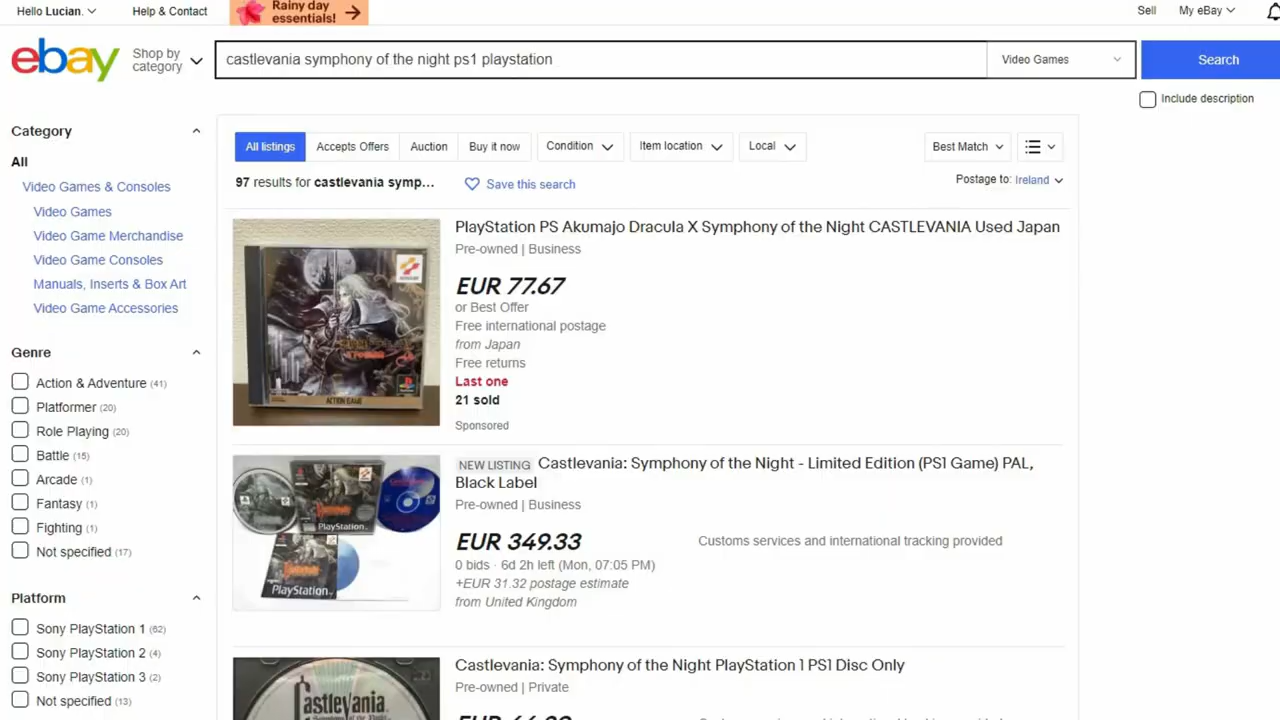 Hello Lucian.
Help & Contact
Rainy day
essentials!
Sell
My eBay
ebay
Shop by
category
castlevania symphony of the night ps1 playstation
Video Games
Search
Include description
Category
All
Video Games & Consoles
Video Games
Video Game Merchandise
Video Game Consoles
Manuals, Inserts & Box Art
Video Game Accessories
Genre
Action & Adventure (41)
Platformer (20)
Role Playing (20)
Battle (15)
Arcade (1)
Fantasy (1)
Fighting (1)
Not specified (17)
Platform
Sony PlayStation 1 (62)
Sony PlayStation 2 (4)
Sony PlayStation 3 (2)
Not specified (13)
All listings
Accepts Offers
Auction
Buy it now
Condition
Item location
Local
Best Match
97 results for castlevania symp...
Save this search
Postage to: Ireland
KONAMI
ACTION GAME
PlayStation PS Akumajo Dracula X Symphony of the Night CASTLEVANIA Used Japan
Pre-owned | Business
EUR 77.67
or Best Offer
Free international postage
from Japan
Free returns
Last one
21 sold
Sponsored
Castlevania
PlayStation
PlayStation
NEW LISTING Castlevania: Symphony of the Night - Limited Edition (PS1 Game) PAL,
Black Label
Pre-owned | Business
EUR 349.33
0 bids · 6d 2h left (Mon, 07:05 PM)
+EUR 31.32 postage estimate
from United Kingdom
Customs services and international tracking provided
Castlevania
Castlevania: Symphony of the Night PlayStation 1 PS1 Disc Only
Pre-owned | Private